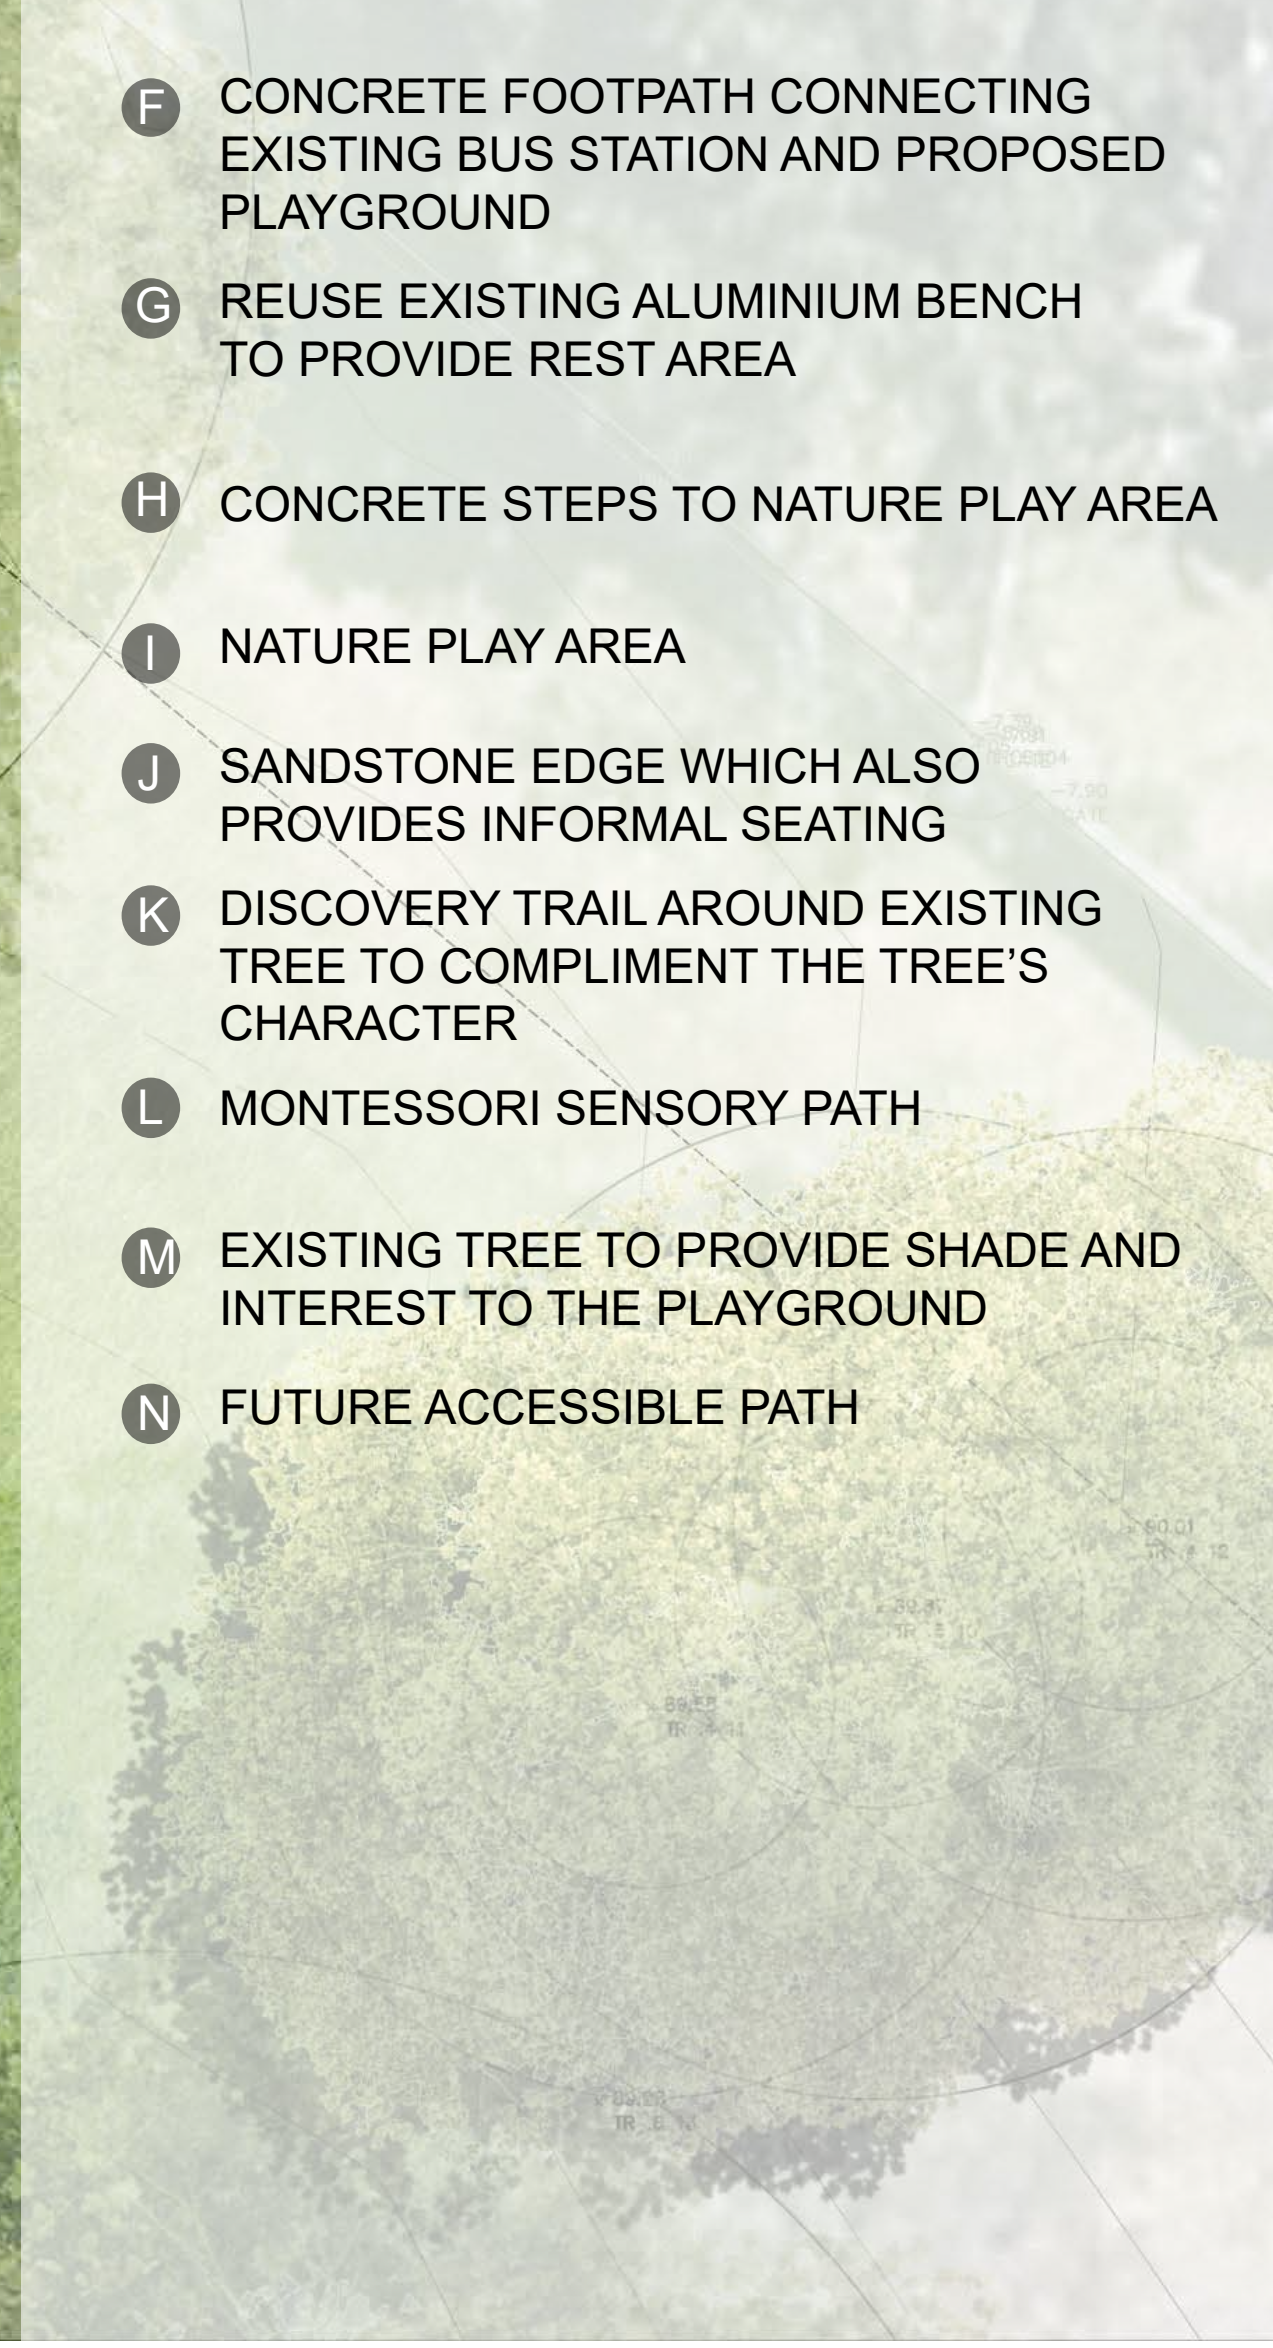 F CONCRETE FOOTPATH CONNECTING
EXISTING BUS STATION AND PROPOSED
PLAYGROUND
G REUSE EXISTING ALUMINIUM BENCH
TO PROVIDE REST AREA
H CONCRETE STEPS TO NATURE PLAY AREA
I NATURE PLAY AREA
J SANDSTONE EDGE WHICH ALSO
PROVIDES INFORMAL SEATING
K DISCOVERY TRAIL AROUND EXISTING
TREE TO COMPLIMENT THE TREE’S
CHARACTER
L MONTESSORI SENSORY PATH
M EXISTING TREE TO PROVIDE SHADE AND
INTEREST TO THE PLAYGROUND
N FUTURE ACCESSIBLE PATH